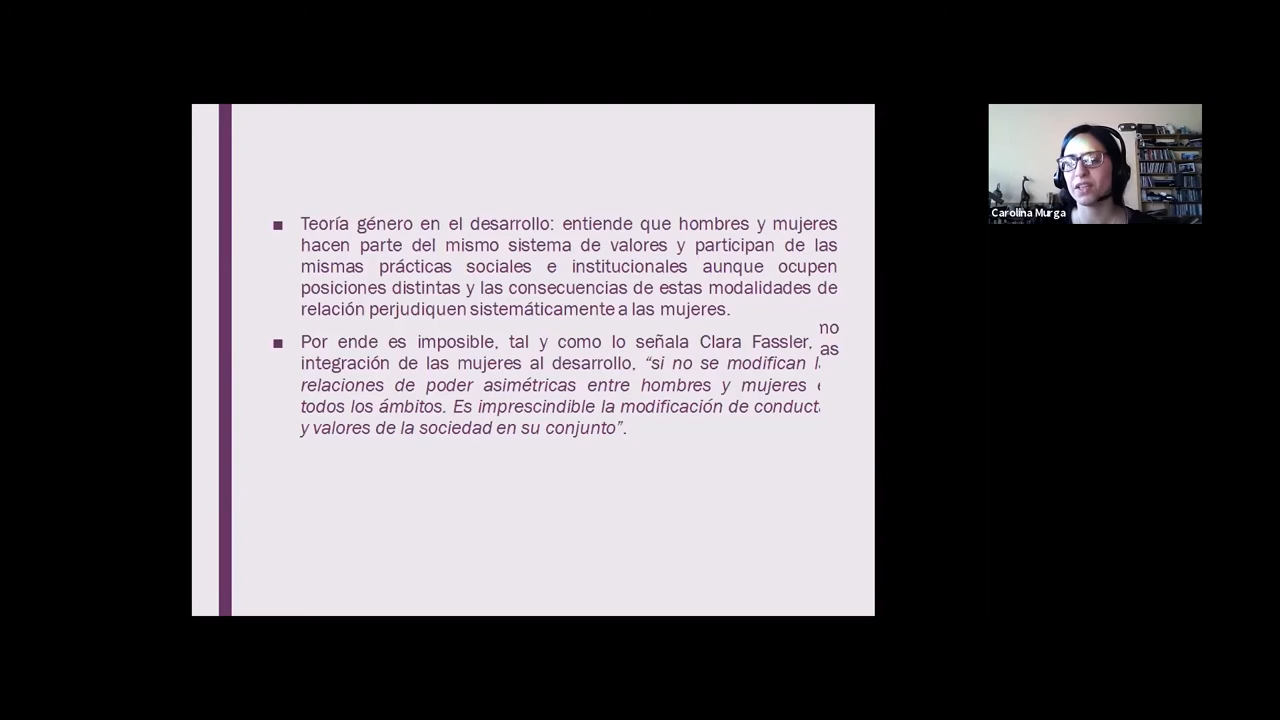 Teoría género en el desarrollo: entiende que hombres y mujeres
hacen parte del mismo sistema de valores y participan de las
mismas prácticas sociales e institucionales aunque ocupen
posiciones distintas y las consecuencias de estas modalidades de
relación perjudiquen sistemáticamente a las mujeres.
Por ende es imposible, tal y como lo señala Clara Fassler,
no
as
integración de las mujeres al desarrollo, “si no se modifican
relaciones de poder asimétricas entre hombres y mujeres
todos los ámbitos. Es imprescindible la modificación de
y valores de la sociedad en su conjunto”.
Carolina Murga